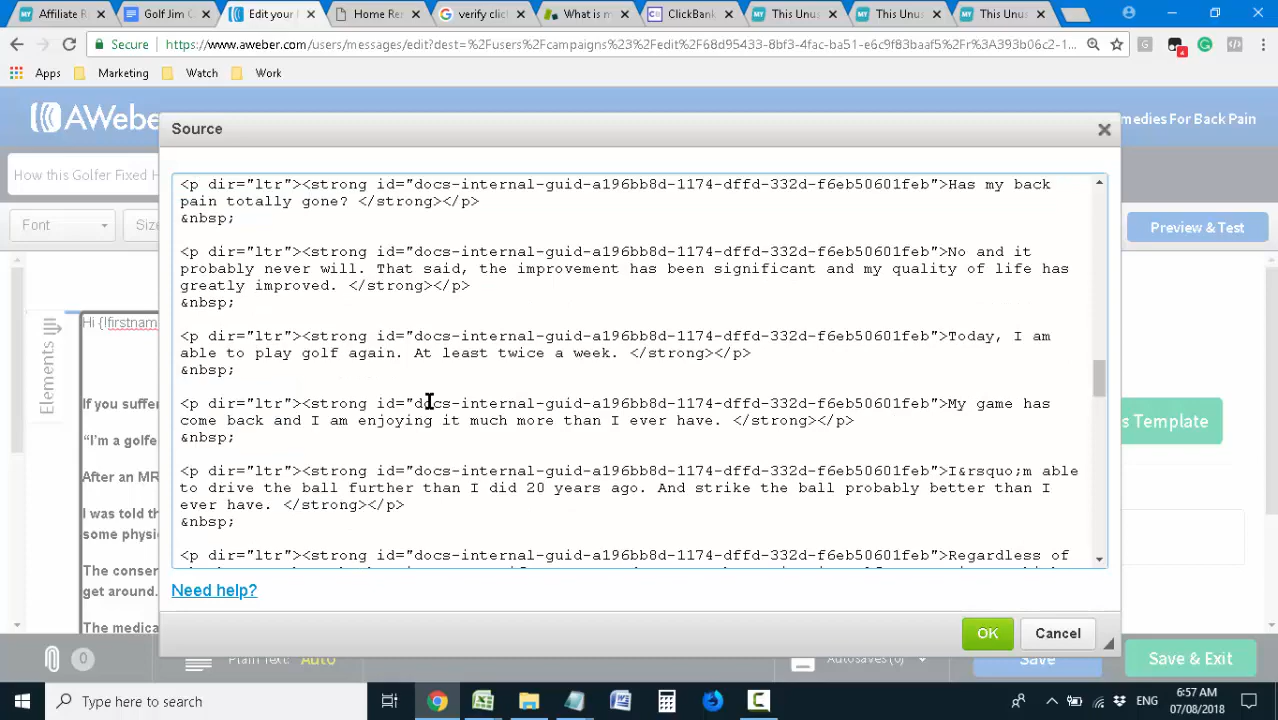 Affiliate R
Golf Jim C
Edit your
Home Re
verify click
What is m
ClickBank
This Unu
This Unu
This Unu
Secure
https://www.aweber.com/users/messages/edit?dest=%2Fusers%2Fcampaigns%23%2Fedit%2F68d95433-8bf3-4fac-ba51-e6c9f83baaf5%2Fr%3A393b06c2-1...
Apps Marketing Watch Work
AWebe
medies For Back Pain
Source
How this Golfer Fixed H
Font
Size
Preview & Test
<p dir="ltr"><strong id="docs-internal-guid-a196bb8d-1174-dffd-332d-f6eb50601feb">Has my back
pain totally gone? </strong></p>
&nbsp;
<p dir="ltr"><strong id="docs-internal-guid-a196bb8d-1174-dffd-332d-f6eb50601feb">No and it
probably never will. That said, the improvement has been significant and my quality of life has
greatly improved. </strong></p>
&nbsp;
<p dir="ltr"><strong id="docs-internal-guid-a196bb8d-1174-dffd-332d-f6eb50601feb">Today, I am
able to play golf again. At least twice a week. </strong></p>
&nbsp;
<p dir="ltr"><strong id="docs-internal-guid-a196bb8d-1174-dffd-332d-f6eb50601feb">My game has
come back and I am enjoying it much more than I ever have. </strong></p>
&nbsp;
<p dir="ltr"><strong id="docs-internal-guid-a196bb8d-1174-dffd-332d-f6eb50601feb">I&rsquo;m able
to drive the ball further than I did 20 years ago. And strike the ball probably better than I
ever have. </strong></p>
&nbsp;
<p dir="ltr"><strong id="docs-internal-guid-a196bb8d-1174-dffd-332d-f6eb50601feb">Regardless of
Hi {!firstnam
Elements
If you suffe
"I'm a golfe
After an MR
I was told th
some physi
The conser
get around.
The medica
s Template
Need help?
OK
Cancel
0
Plain Text: Auto
Autosaves (0)
Save
Save & Exit
Type here to search
ENG
6:57 AM
07/08/2018